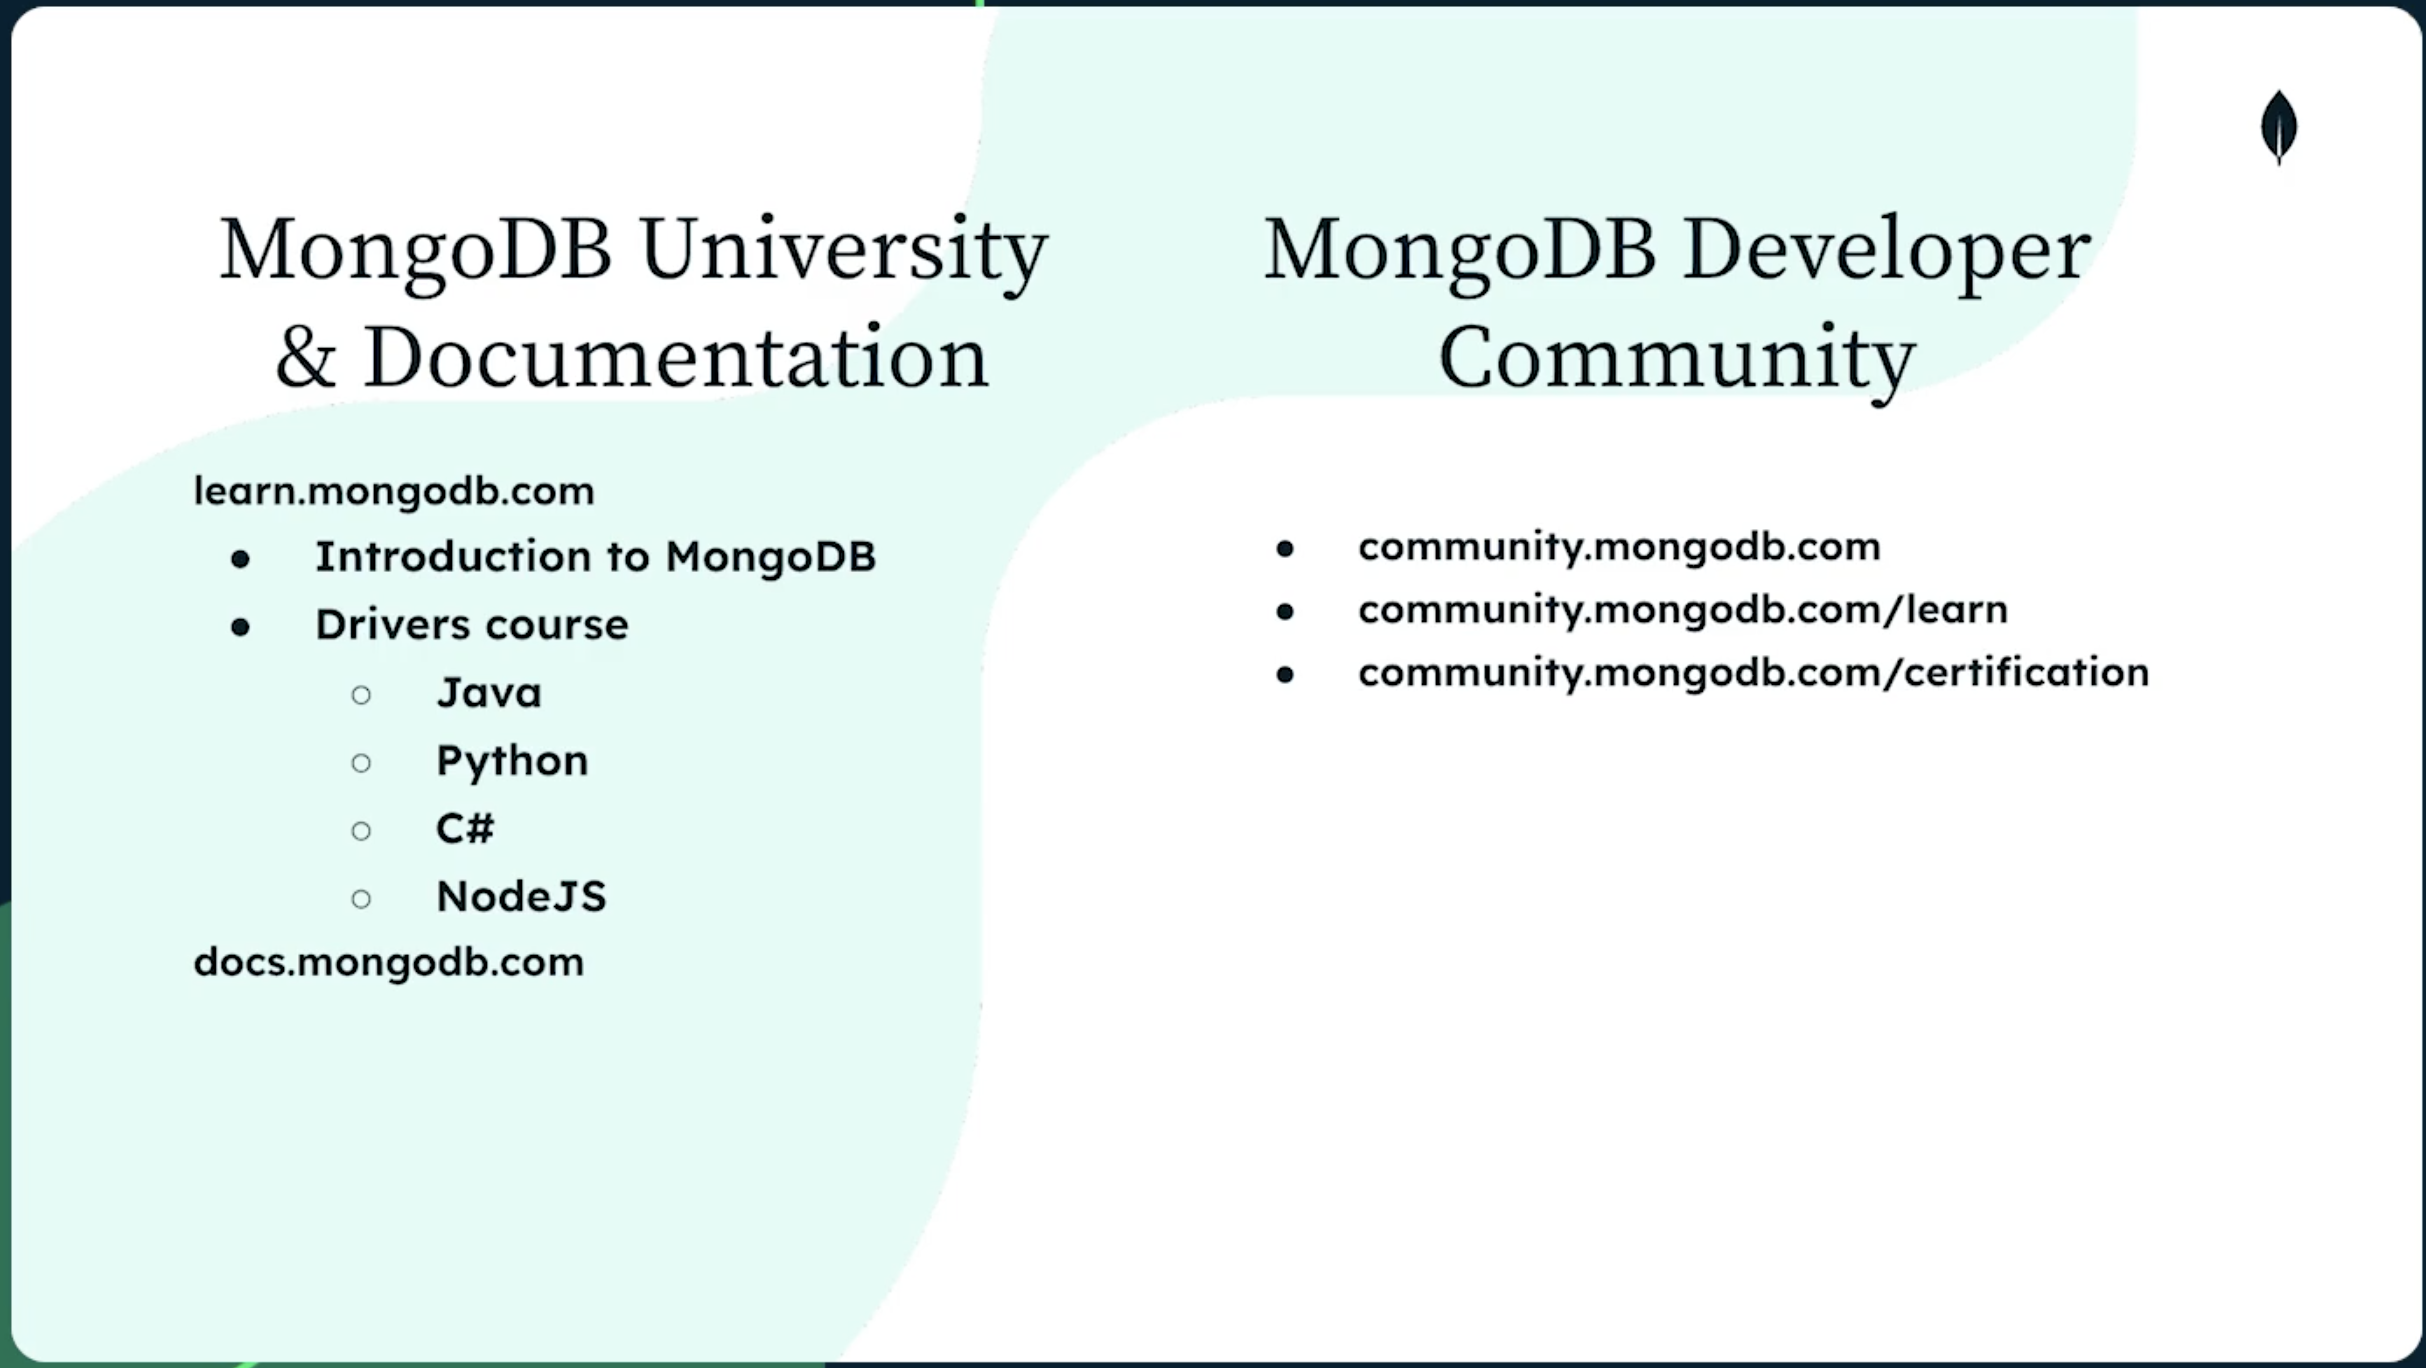 MongoDB University
& Documentation
learn.mongodb.com
● Introduction to MongoDB
● Drivers course
○ Java
○ Python
○ C#
○ NodeJS
docs.mongodb.com
MongoDB Developer
Community
● community.mongodb.com
● community.mongodb.com/learn
● community.mongodb.com/certification